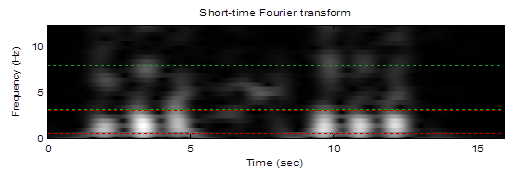 Short-time Fourier transform
10
5
0
Frequency (Hz)
0 5 10 15
Time (sec)